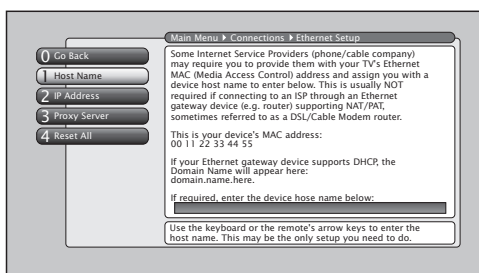 Main Menu ▶ Connections ▶ Ethernet Setup
0 Go Back
1 Host Name
2 IP Address
3 Proxy Server
4 Reset All
Some Internet Service Providers (phone/cable company)
may require you to provide them with your TV's Ethernet
MAC (Media Access Control) address and assign you with a
device host name to enter below. This is usually NOT
required if connecting to an ISP through an Ethernet
gateway device (e.g. router) supporting NAT/PAT,
sometimes referred to as a DSL/Cable Modem router.
This is your device's MAC address:
00 11 22 33 44 55
If your Ethernet gateway device supports DHCP, the
Domain Name will appear here:
domain.name.here.
If required, enter the device hose name below:
Use the keyboard or the remote's arrow keys to enter the
host name. This may be the only setup you need to do.